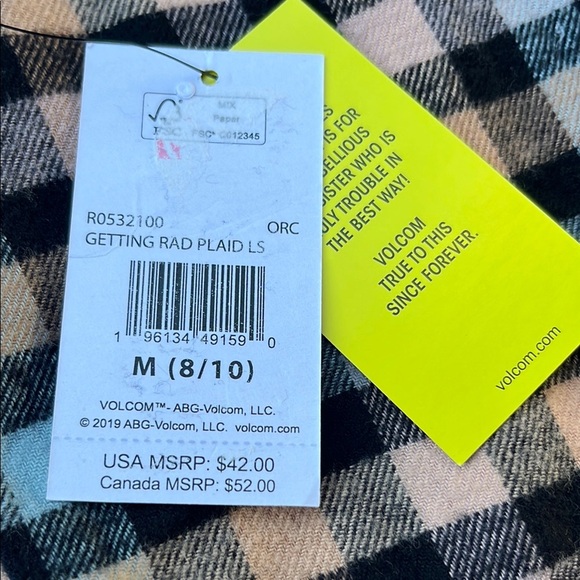 FSC
MIX
Paper
FSC® C012345
R0532100 ORC
GETTING RAD PLAID LS
1 96134 49159 0
M (8/10)
VOLCOM™- ABG-Volcom, LLC.
© 2019 ABG-Volcom, LLC. volcom.com
USA MSRP: $42.00
Canada MSRP: $52.00
S FOR
BELLIOUS
ISTER WHO IS
ULY TROUBLE IN
THE BEST WAY!
VOLCOM
TRUE TO THIS
SINCE FOREVER.
volcom.com